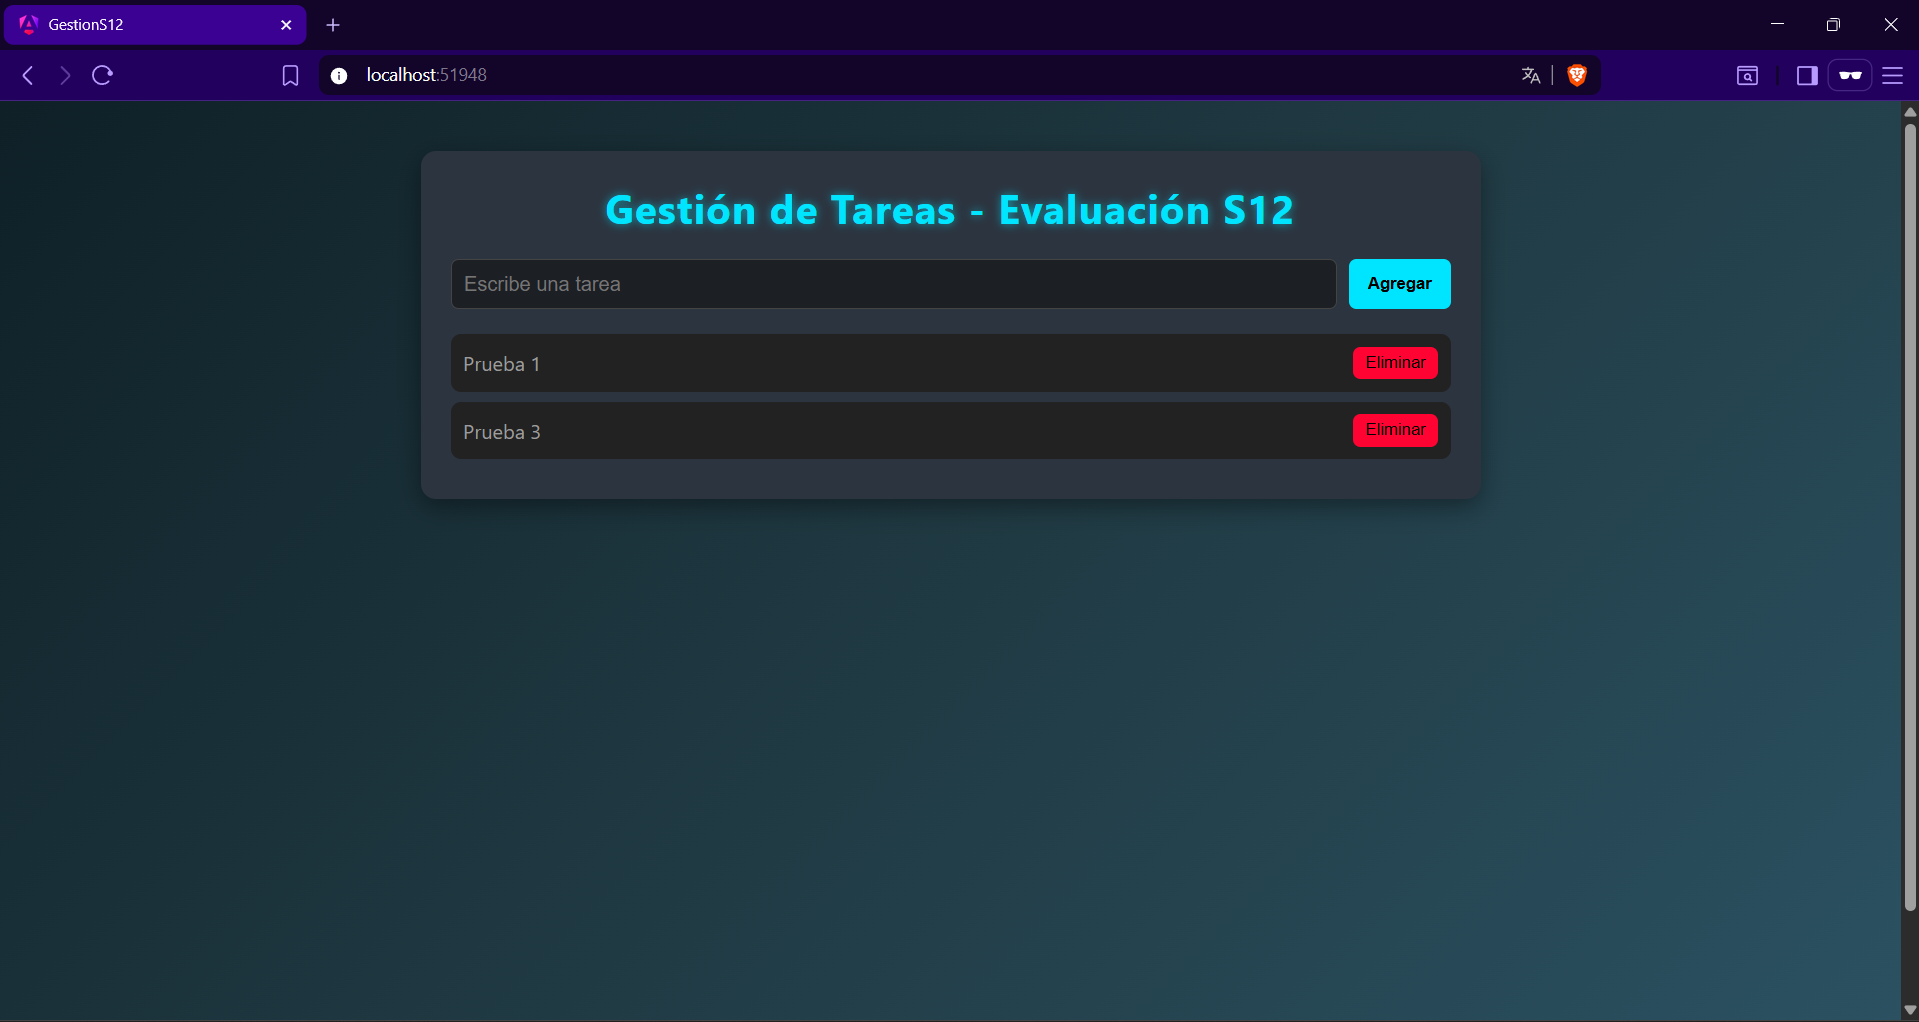 GestionS12
localhost:51948
Gestión de Tareas - Evaluación S12
Escribe una tarea
Agregar
Prueba 1
Eliminar
Prueba 3
Eliminar